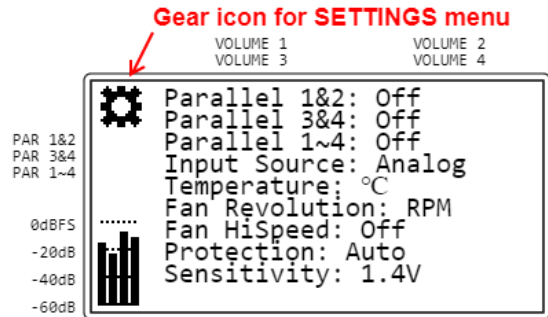 Gear icon for SETTINGS menu
VOLUME 1 VOLUME 2
VOLUME 3 VOLUME 4
Parallel 1&2: Off
Parallel 3&4: Off
Parallel 1~4: Off
Input Source: Analog
Temperature: ℃
Fan Revolution: RPM
Fan HiSpeed: Off
Protection: Auto
Sensitivity: 1.4V
PAR 1&2
PAR 3&4
PAR 1~4
0dBFS
-20dB
-40dB
-60dB